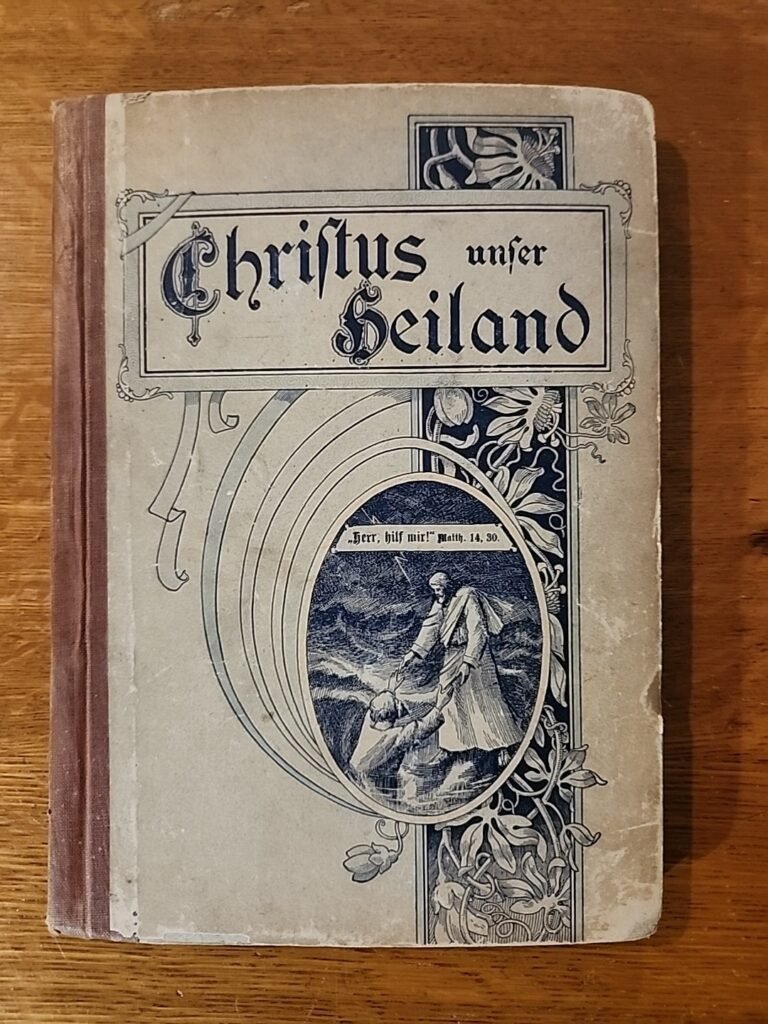 Christus unser
Heiland
„Herr, hilf mir!“ Matth. 14, 30.